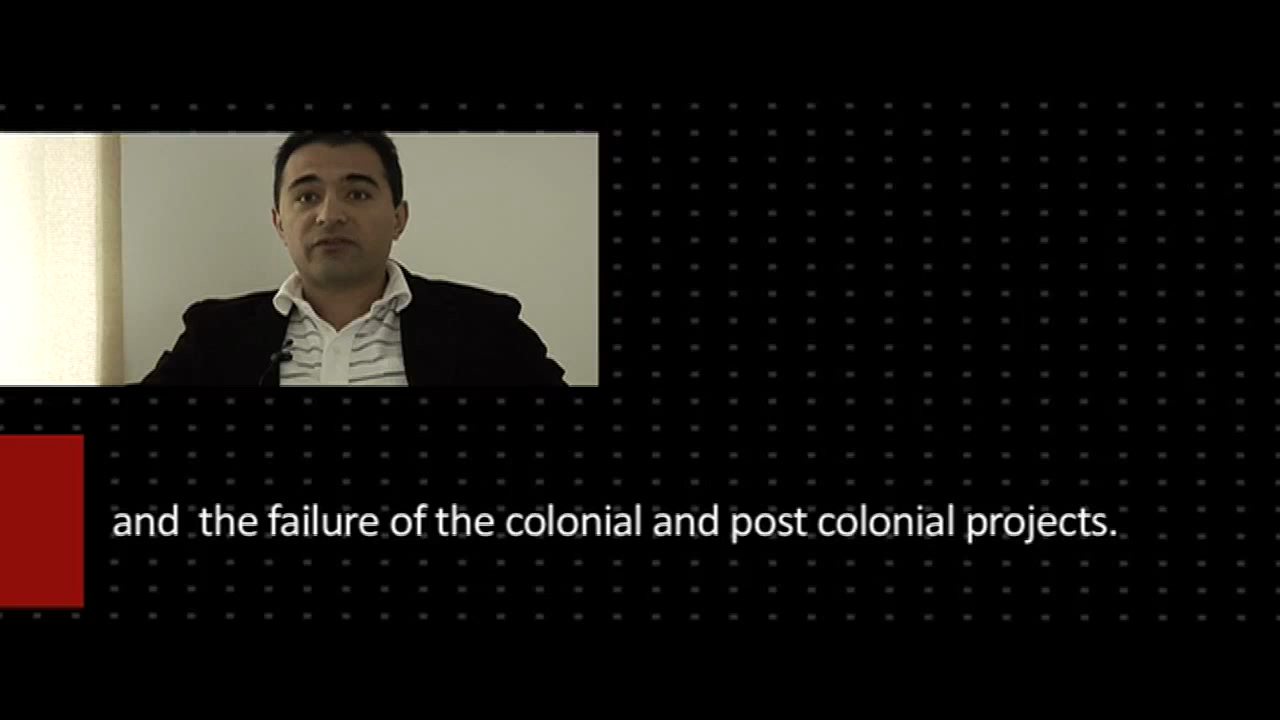 and  the failure of the colonial and post colonial projects.